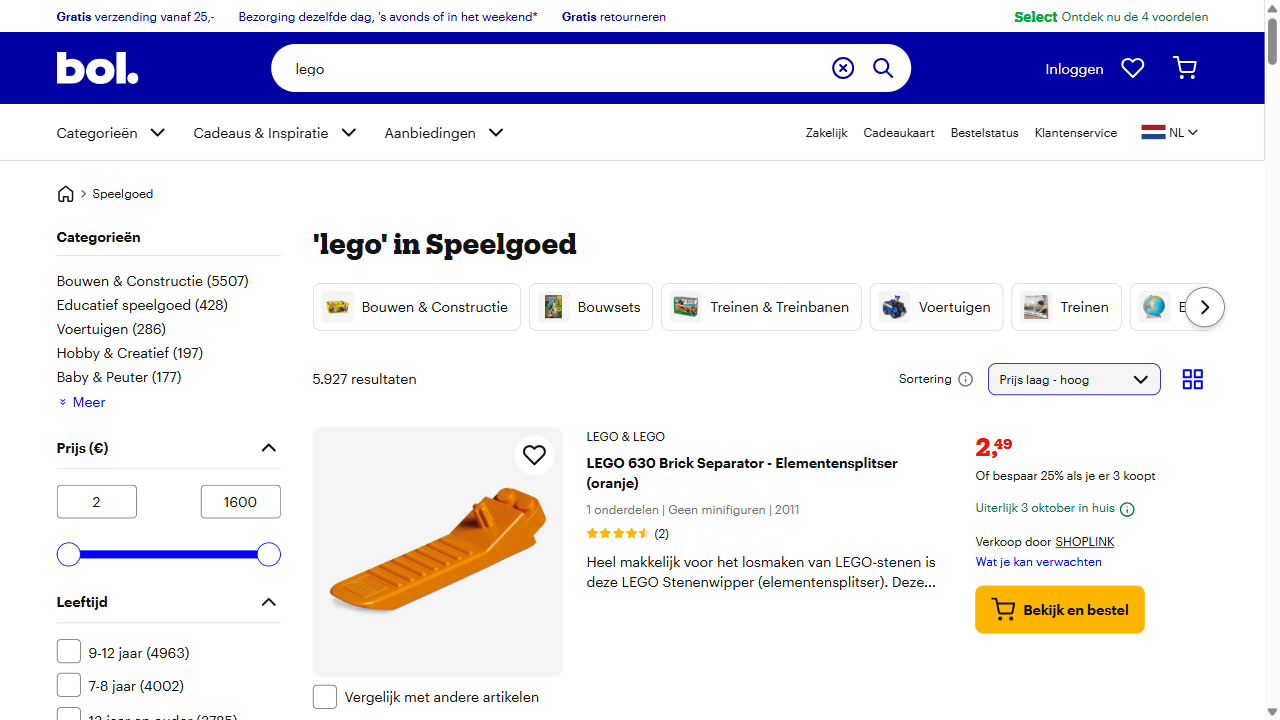 Gratis verzending vanaf 25,-
Bezorging dezelfde dag, 's avonds of in het weekend*
Gratis retourneren
Select Ontdek nu de 4 voordelen
bol.
lego
Inloggen
Categorieën
Cadeaus & Inspiratie
Aanbiedingen
Zakelijk
Cadeaukaart
Bestelstatus
Klantenservice
NL
Speelgoed
Categorieën
Bouwen & Constructie (5507)
Educatief speelgoed (428)
Voertuigen (286)
Hobby & Creatief (197)
Baby & Peuter (177)
Meer
Prijs (€)
2
1600
Leeftijd
9-12 jaar (4963)
7-8 jaar (4002)
'lego' in Speelgoed
Bouwen & Constructie
Bouwsets
Treinen & Treinbanen
Voertuigen
Treinen
5.927 resultaten
Sortering
Prijs laag - hoog
LEGO & LEGO
LEGO 630 Brick Separator - Elementensplitser
(oranje)
1 onderdelen | Geen minifiguren | 2011
(2)
Heel makkelijk voor het losmaken van LEGO-stenen is
deze LEGO Stenenwipper (elementensplitser). Deze...
2,49
Of bespaar 25% als je er 3 koopt
Uiterlijk 3 oktober in huis
Verkoop door SHOPLINK
Wat je kan verwachten
Bekijk en bestel
Vergelijk met andere artikelen